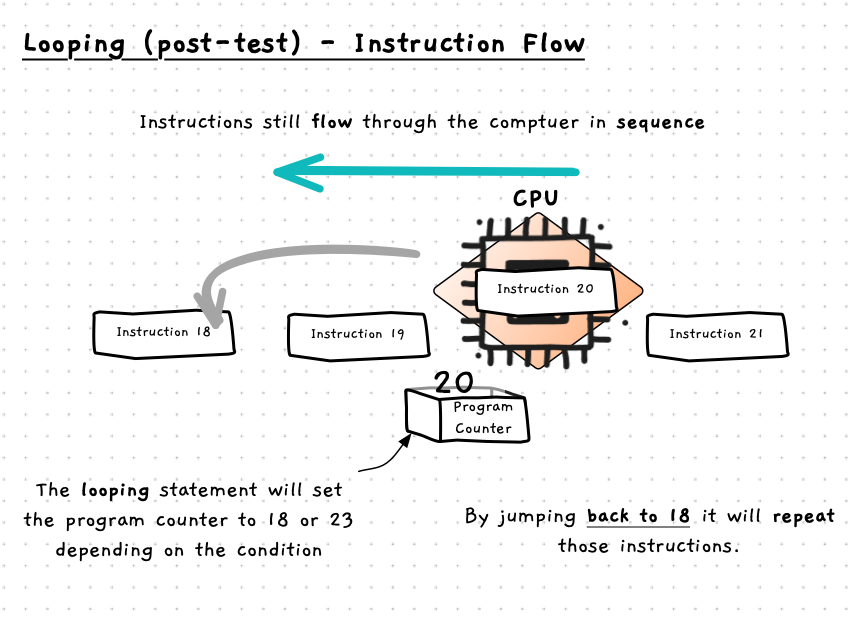 Looping (post-test) - Instruction Flow
Instructions still flow through the comptuer in sequence
CPU
Instruction 20
Instruction 18
Instruction 19
Instruction 21
20
Program
Counter
The looping statement will set
the program counter to 18 or 23
depending on the condition
By jumping back to 18 it will repeat
those instructions.